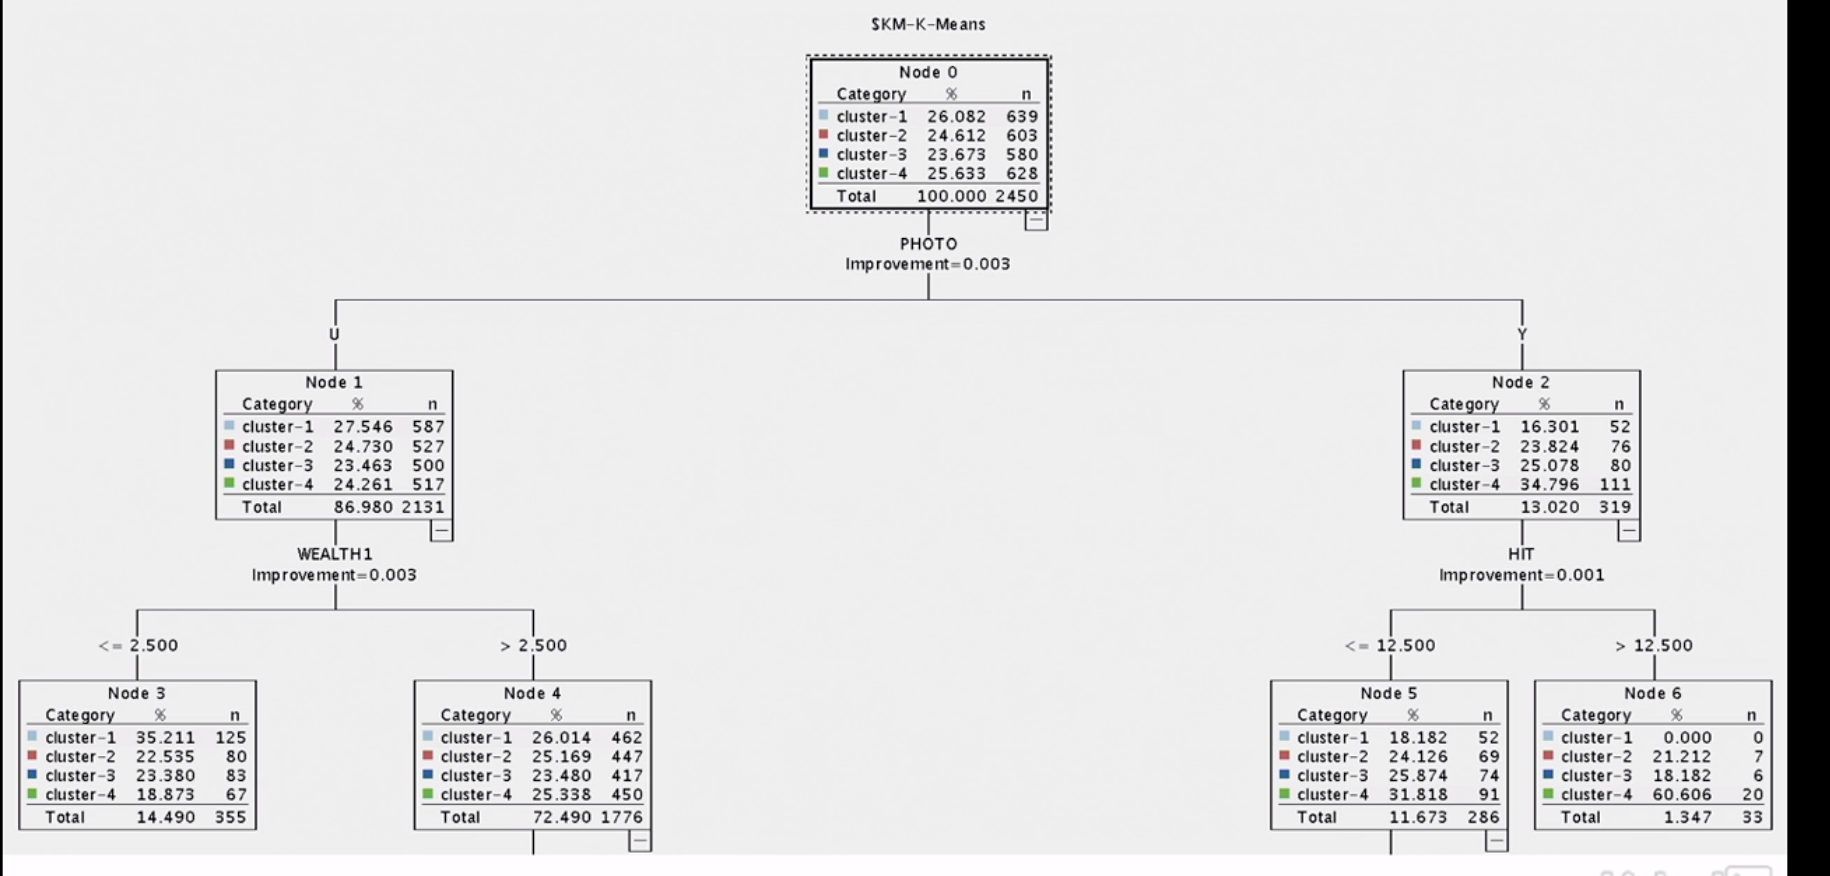 $KM-K-Means
Node 0
Category % n
cluster-1 26.082 639
cluster-2 24.612 603
cluster-3 23.673 580
cluster-4 25.633 628
Total 100.000 2450
PHOTO
Improvement=0.003
U
Y
Node 1
Category % n
cluster-1 27.546 587
cluster-2 24.730 527
cluster-3 23.463 500
cluster-4 24.261 517
Total 86.980 2131
Node 2
Category % n
cluster-1 16.301 52
cluster-2 23.824 76
cluster-3 25.078 80
cluster-4 34.796 111
Total 13.020 319
WEALTH1
Improvement=0.003
HIT
Improvement=0.001
<= 2.500
> 2.500
<= 12.500
> 12.500
Node 3
Category % n
cluster-1 35.211 125
cluster-2 22.535 80
cluster-3 23.380 83
cluster-4 18.873 67
Total 14.490 355
Node 4
Category % n
cluster-1 26.014 462
cluster-2 25.169 447
cluster-3 23.480 417
cluster-4 25.338 450
Total 72.490 1776
Node 5
Category % n
cluster-1 18.182 52
cluster-2 24.126 69
cluster-3 25.874 74
cluster-4 31.818 91
Total 11.673 286
Node 6
Category % n
cluster-1 0.000 0
cluster-2 21.212 7
cluster-3 18.182 6
cluster-4 60.606 20
Total 1.347 33